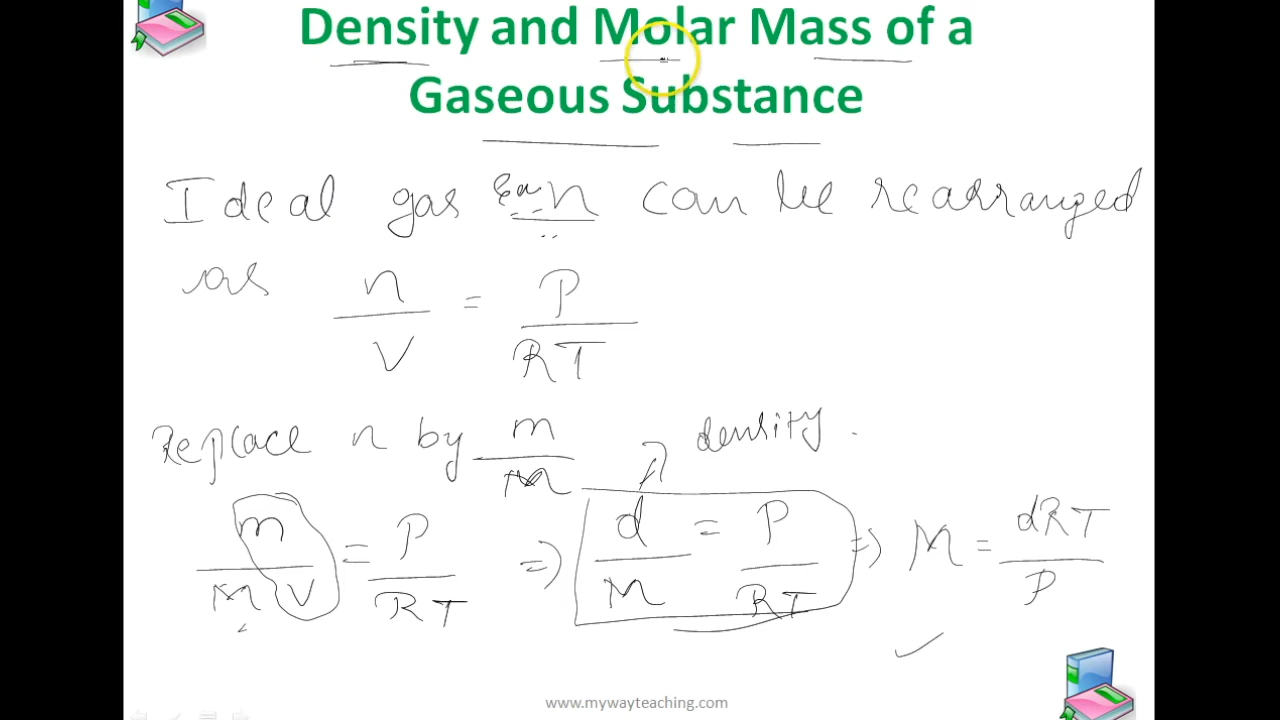 Density and Molar Mass of a
Gaseous Substance
Ideal gas Eqn can be rearranged
as n/V = P/RT
Replace n by m/M
density.
m/MV = P/RT ⇒ d/M = P/RT ⇒ M = dRT/P
www.mywayteaching.com